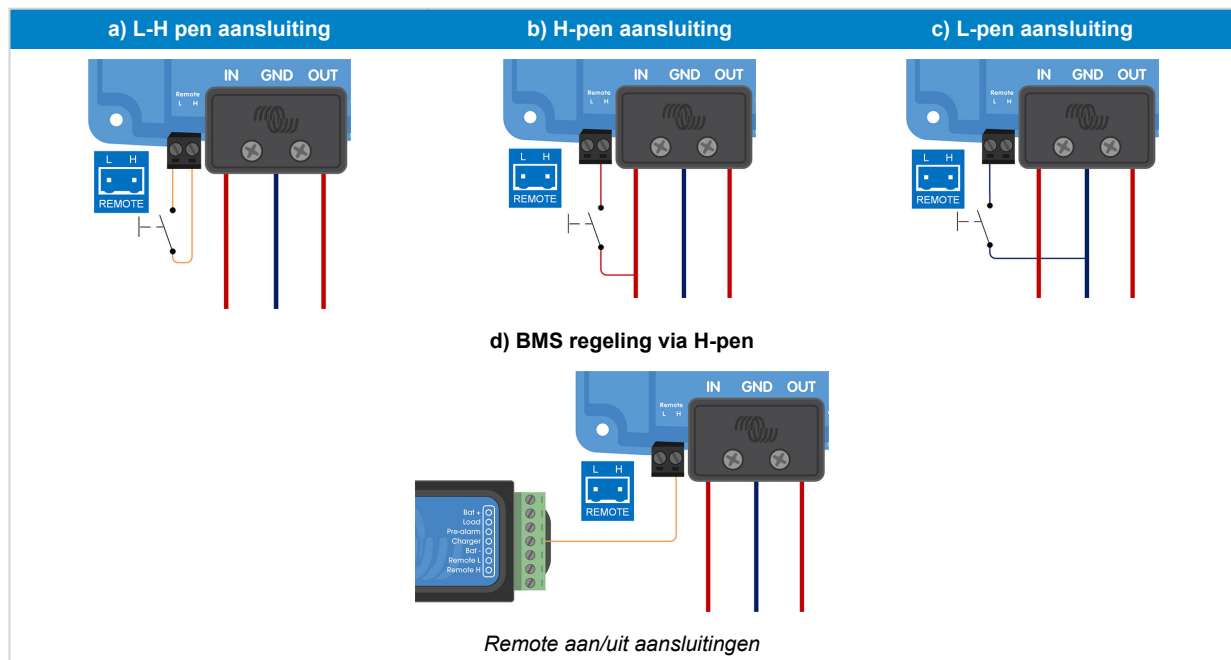 a) L-H pen aansluiting
b) H-pen aansluiting
c) L-pen aansluiting
IN GND OUT
Remote
L H
L H
REMOTE
IN GND OUT
Remote
L H
L H
REMOTE
IN GND OUT
Remote
L H
L H
REMOTE
d) BMS regeling via H-pen
IN GND OUT
Remote
L H
L H
REMOTE
Bat +
Load
Pre-alarm
Charger
Bat -
Remote L
Remote H
Remote aan/uit aansluitingen